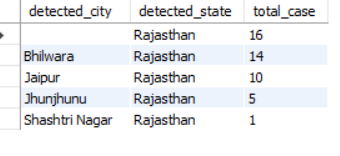 detected_city detected_state total_case
Rajasthan 16
Bhilwara Rajasthan 14
Jaipur Rajasthan 10
Jhunjhunu Rajasthan 5
Shashtri Nagar Rajasthan 1